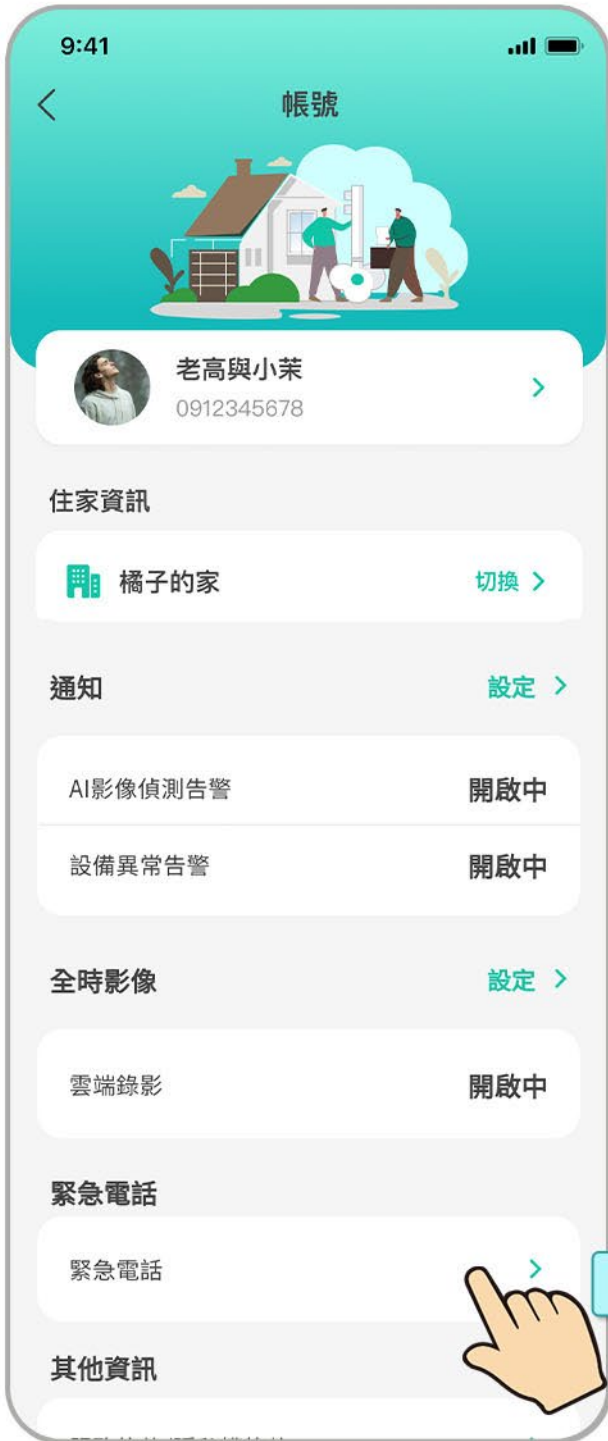 9:41
帳號
老高與小茉
0912345678
住家資訊
橘子的家 切換
通知 設定
AI影像偵測告警 開啟中
設備異常告警 開啟中
全時影像 設定
雲端錄影 開啟中
緊急電話
緊急電話
其他資訊